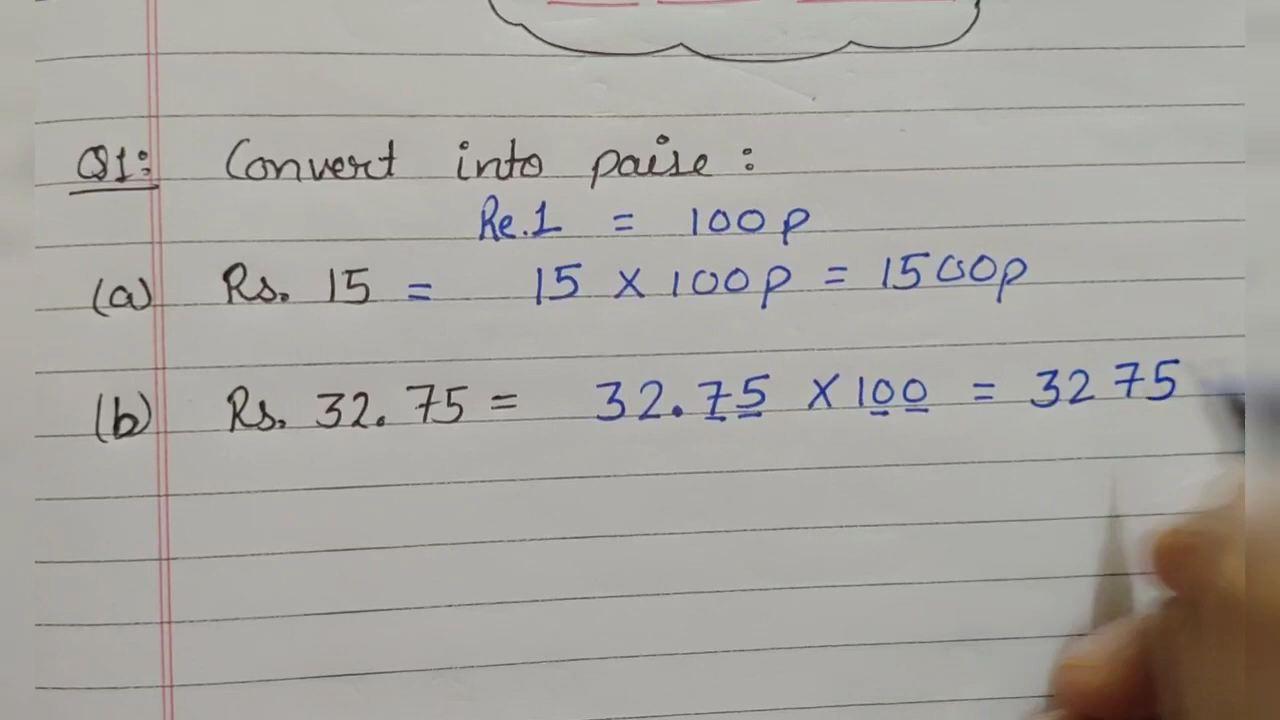 Q1: Convert into paise :
Re.1 = 100p
(a) Rs. 15 = 15 X 100p = 1500p
(b) Rs. 32.75 = 32.75 X 100 = 3275